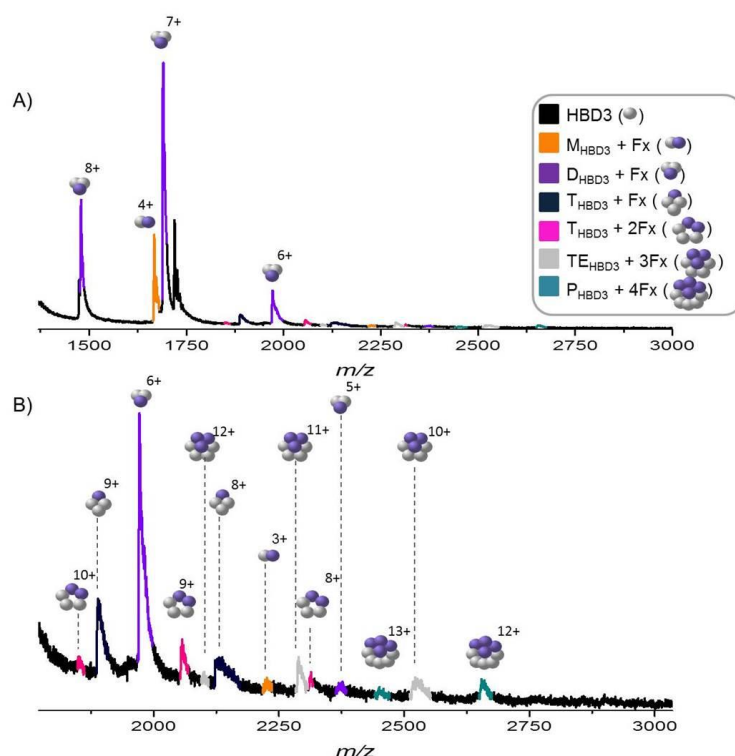 7+
A)
8+
4+
6+
HBD3 ( )
M_HBD3 + Fx ( )
D_HBD3 + Fx ( )
T_HBD3 + Fx ( )
T_HBD3 + 2Fx ( )
TE_HBD3 + 3Fx ( )
P_HBD3 + 4Fx ( )
1500 1750 2000 2250 2500 2750 3000
m/z
B)
6+
5+
12+
11+
10+
9+
8+
3+
10+
9+
8+
13+
12+
2000 2250 2500 2750 3000
m/z